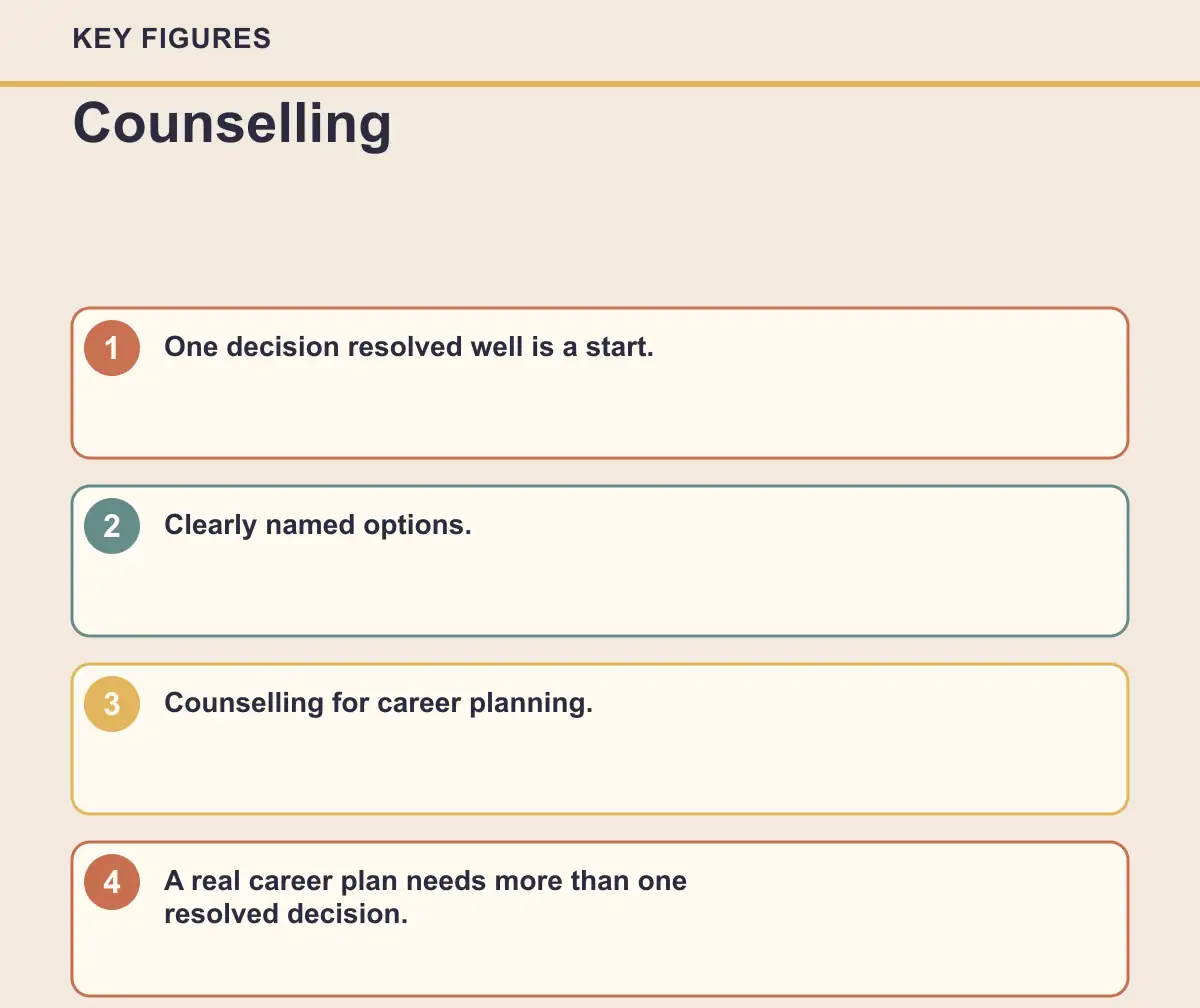 KEY FIGURES
Counselling
1
One decision resolved well is a start.
2
Clearly named options.
3
Counselling for career planning.
4
A real career plan needs more than one
resolved decision.